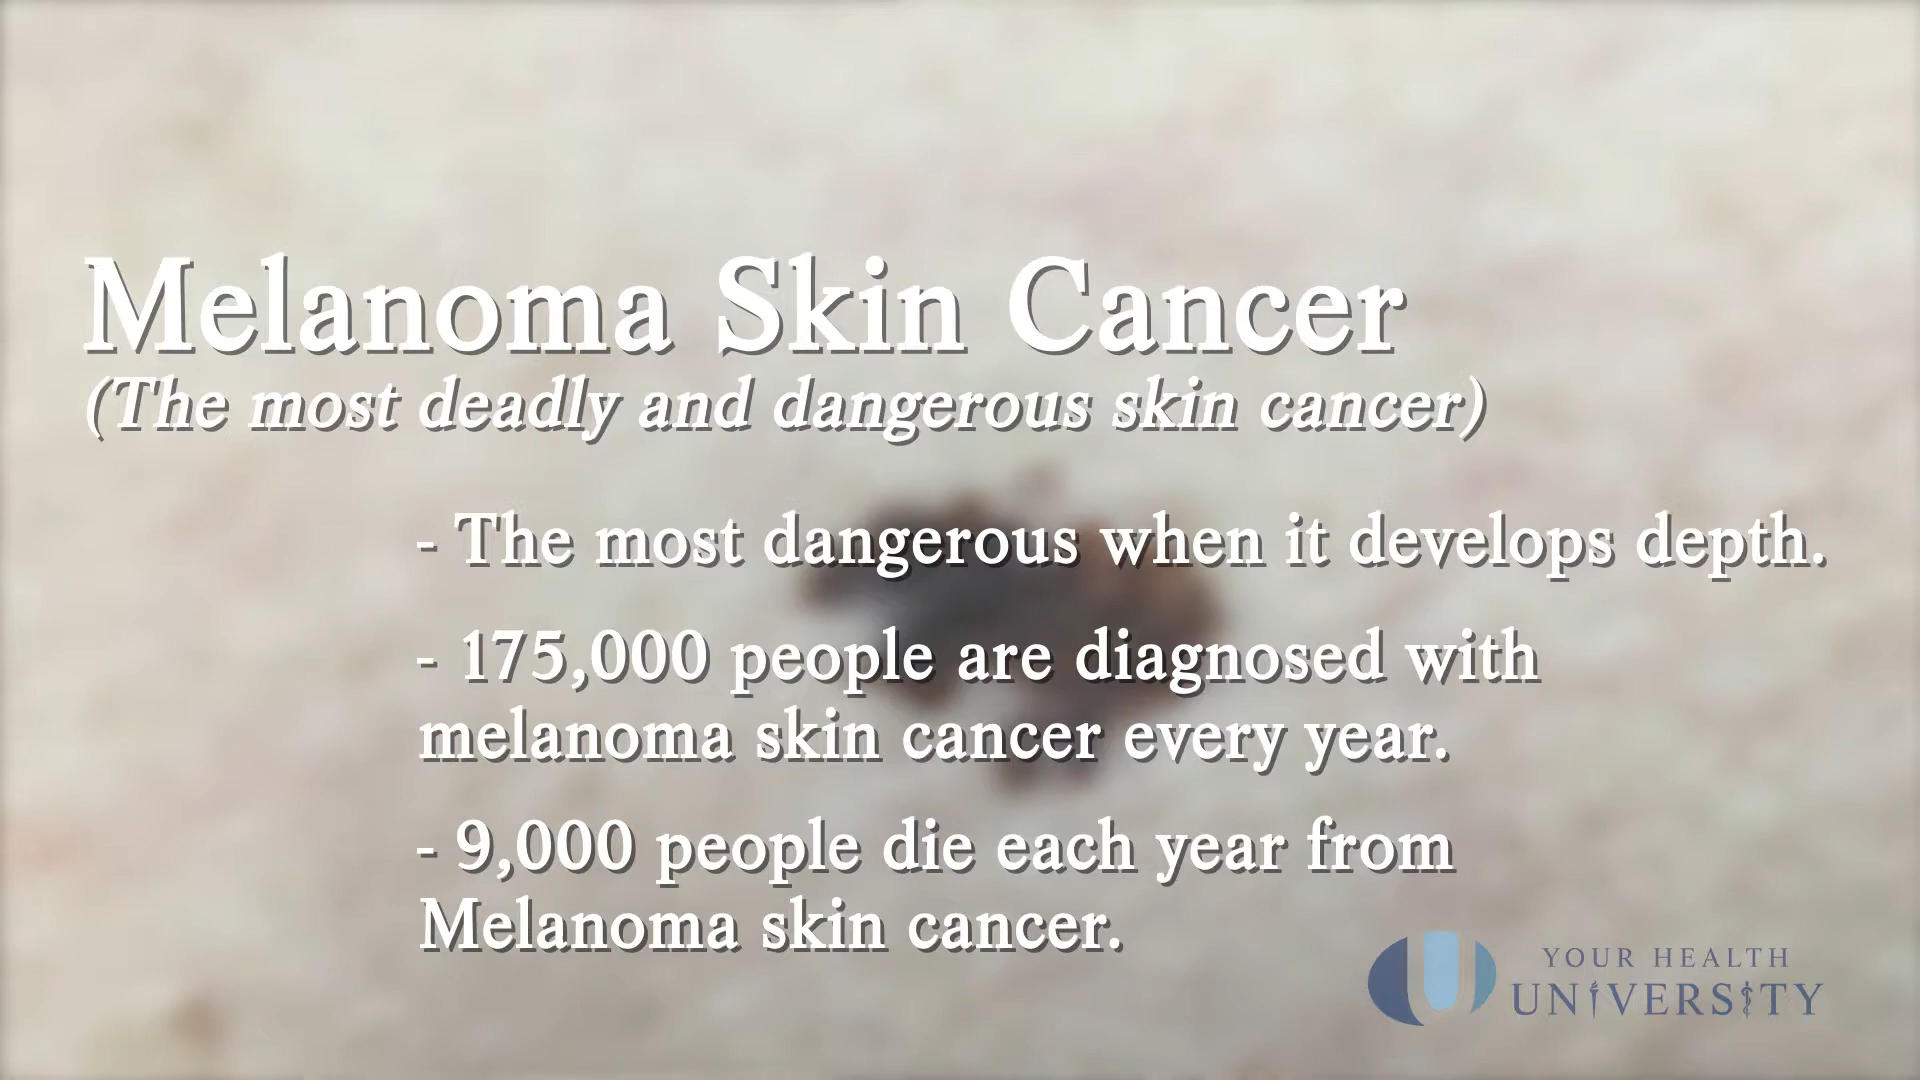 Melanoma Skin Cancer
(The most deadly and dangerous skin cancer)
- The most dangerous when it develops depth.
- 175,000 people are diagnosed with
melanoma skin cancer every year.
- 9,000 people die each year from
Melanoma skin cancer.
YOUR HEALTH
UNIVERSITY